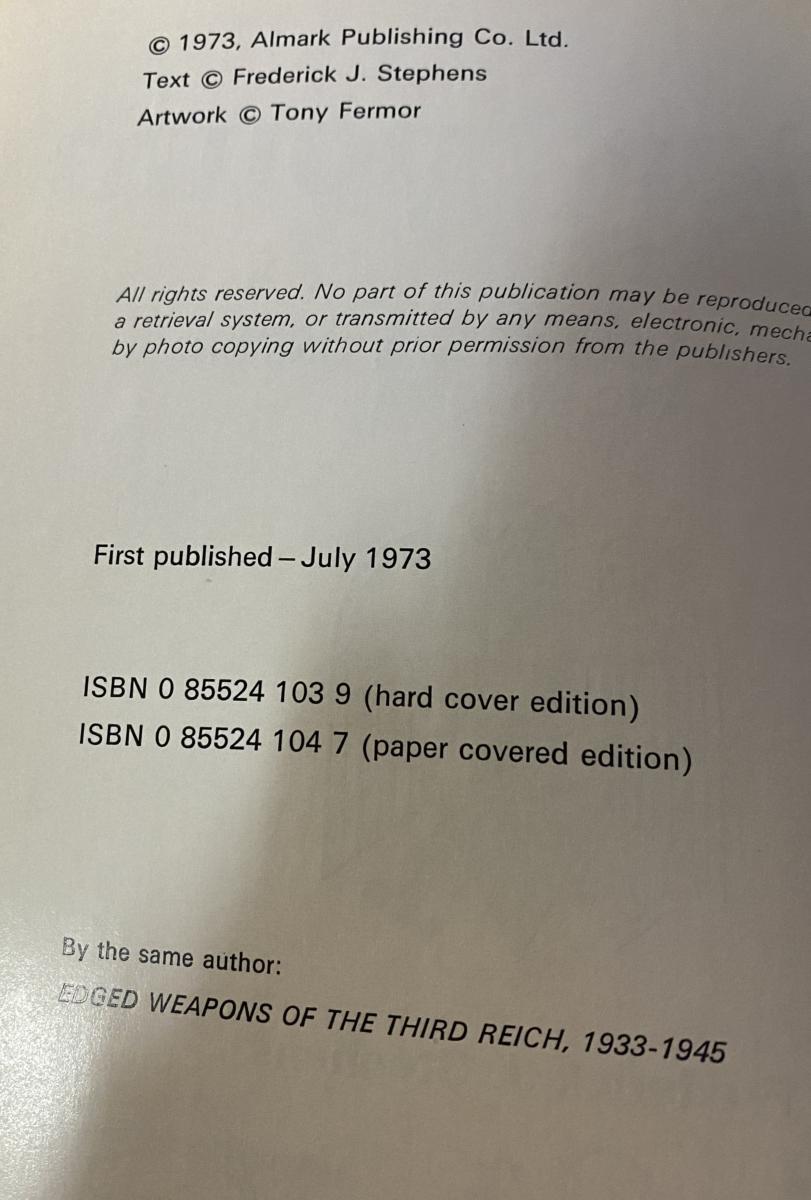 © 1973, Almark Publishing Co. Ltd.
Text © Frederick J. Stephens
Artwork © Tony Fermor
All rights reserved. No part of this publication may be reproduced
a retrieval system, or transmitted by any means, electronic,
by photo copying without prior permission from the publishers.
First published – July 1973
ISBN 0 85524 103 9 (hard cover edition)
ISBN 0 85524 104 7 (paper covered edition)
By the same author:
EDGED WEAPONS OF THE THIRD REICH, 1933-1945